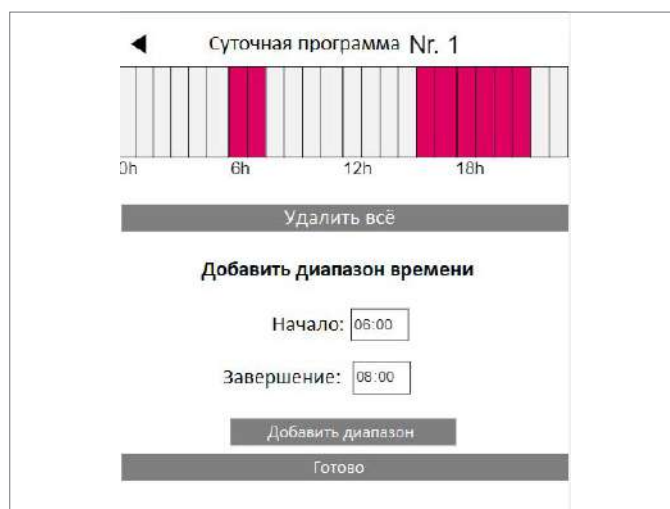 ◀ Суточная программа Nr. 1
0h 6h 12h 18h
Удалить всё
Добавить диапазон времени
Начало: 06:00
Завершение: 08:00
Добавить диапазон
Готово